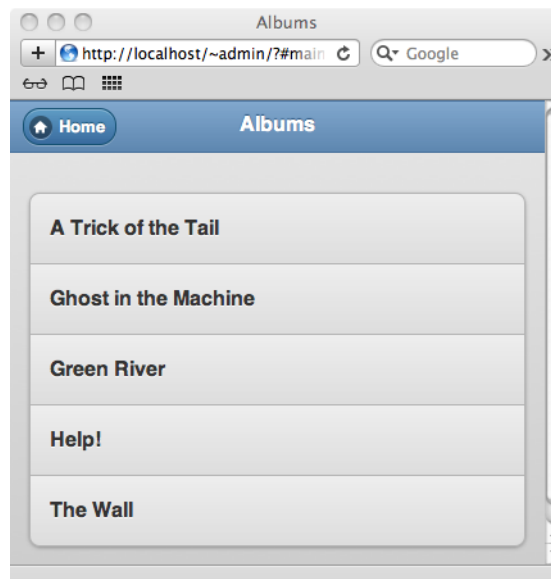 Albums
http://localhost/~admin/?#main
Google
Home
Albums
A Trick of the Tail
Ghost in the Machine
Green River
Help!
The Wall